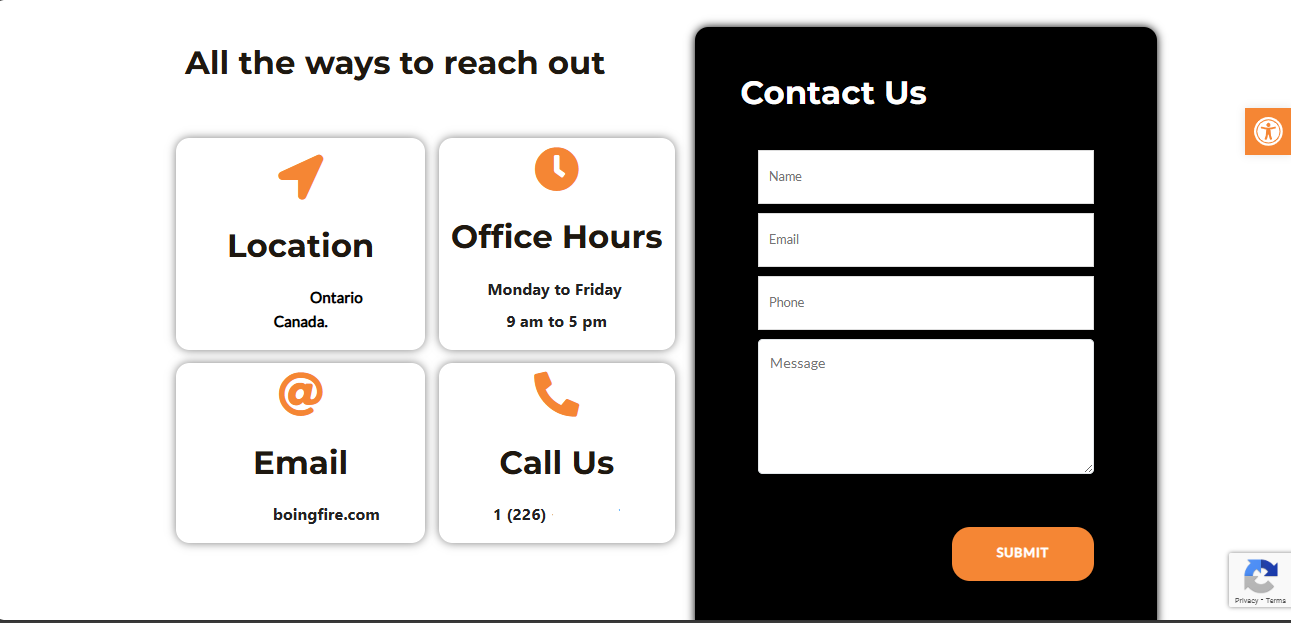 All the ways to reach out
Location
Ontario
Canada.
Office Hours
Monday to Friday
9 am to 5 pm
@
Email
boingfire.com
Call Us
1 (226)
Contact Us
Name
Email
Phone
Message
SUBMIT
Privacy - Terms